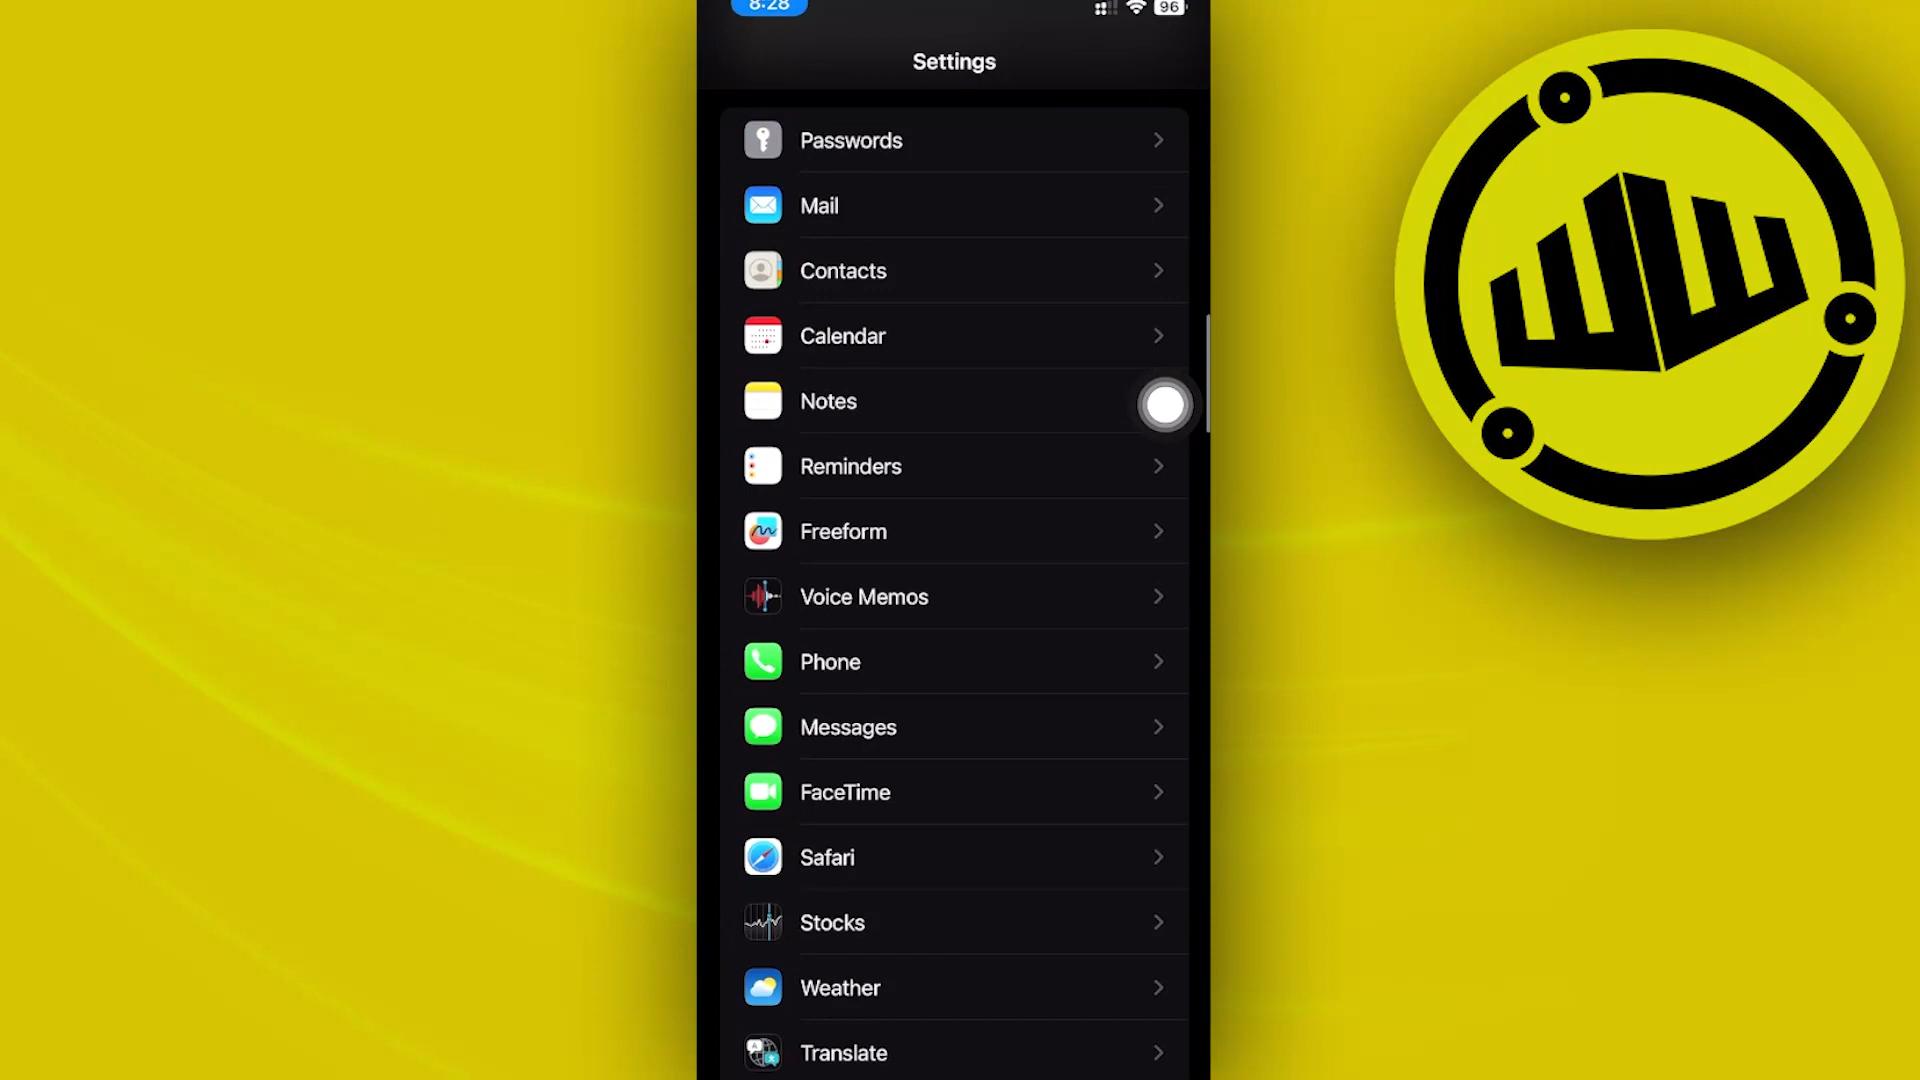 8:28
96
Settings
Passwords
Mail
Contacts
Calendar
Notes
Reminders
Freeform
Voice Memos
Phone
Messages
FaceTime
Safari
Stocks
Weather
Translate